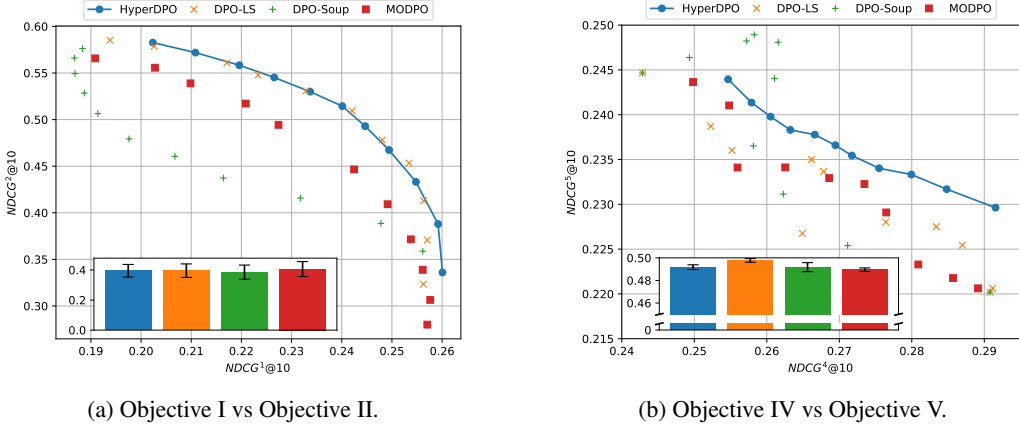 HyperDPO DPO-LS DPO-Soup MODPO
0.60
0.55
0.50
0.45
0.40
0.35
0.30
NDCG²@10
0.4
0.2
0.0
0.19 0.20 0.21 0.22 0.23 0.24 0.25 0.26
NDCG¹@10
(a) Objective I vs Objective II.
HyperDPO DPO-LS DPO-Soup MODPO
0.250
0.245
0.240
0.235
0.230
0.225
0.220
0.215
NDCG⁵@10
0.50
0.48
0.46
0
0.24 0.25 0.26 0.27 0.28 0.29
NDCG⁴@10
(b) Objective IV vs Objective V.